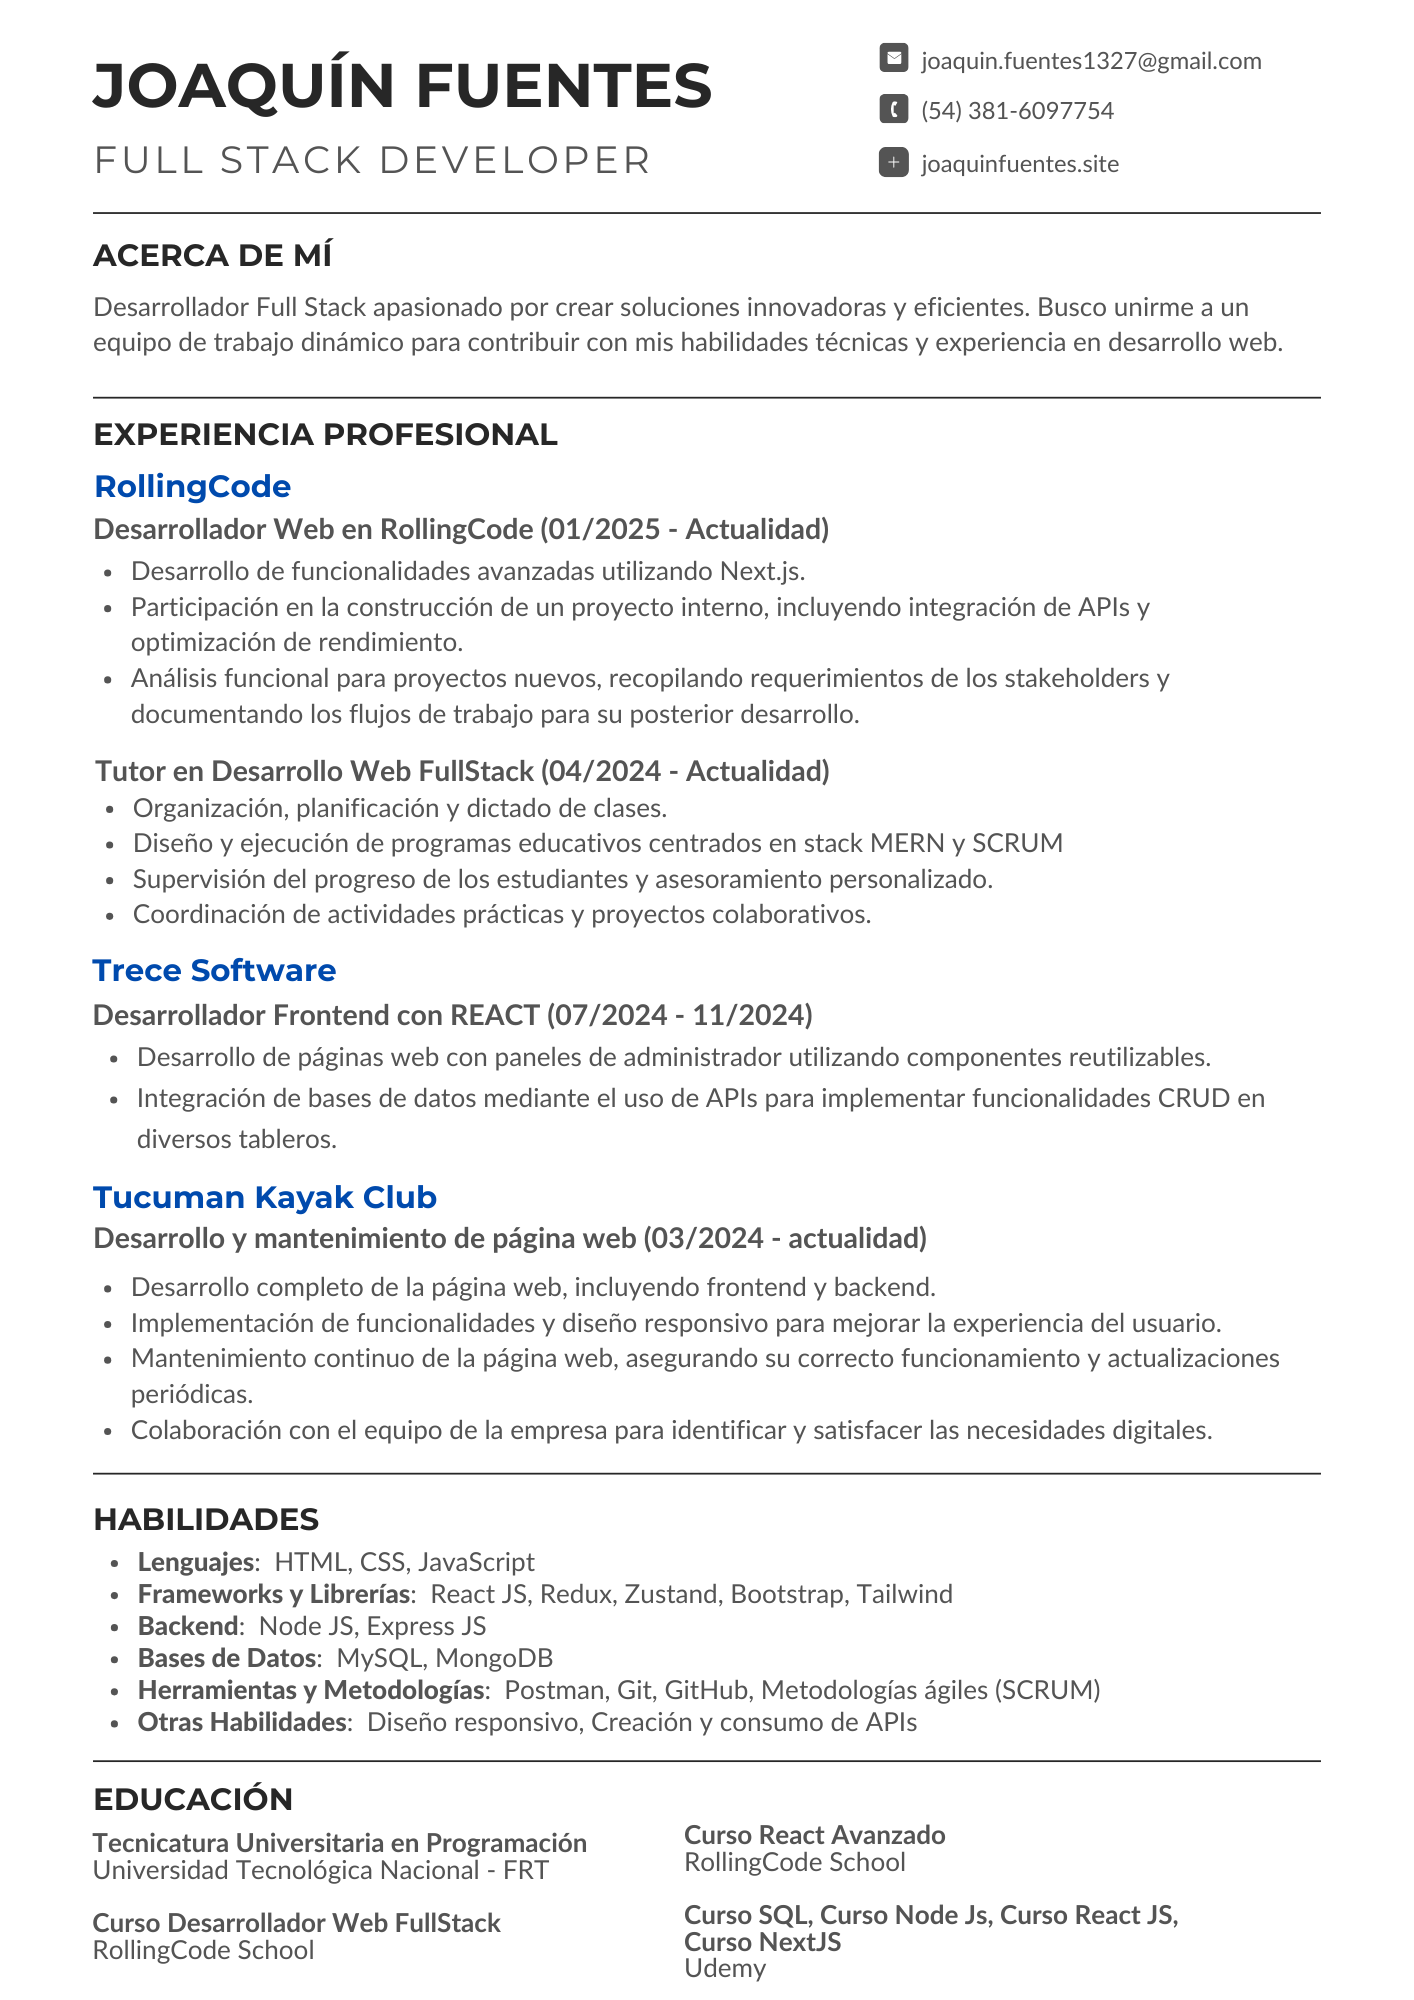 JOAQUÍN FUENTES
FULL STACK DEVELOPER
joaquin.fuentes1327@gmail.com
(54) 381-6097754
joaquinfuentes.site
ACERCA DE MÍ
Desarrollador Full Stack apasionado por crear soluciones innovadoras y eficientes. Busco unirme a un
equipo de trabajo dinámico para contribuir con mis habilidades técnicas y experiencia en desarrollo web.
EXPERIENCIA PROFESIONAL
RollingCode
Desarrollador Web en RollingCode (01/2025 - Actualidad)
• Desarrollo de funcionalidades avanzadas utilizando Next.js.
• Participación en la construcción de un proyecto interno, incluyendo integración de APIs y
optimización de rendimiento.
• Análisis funcional para proyectos nuevos, recopilando requerimientos de los stakeholders y
documentando los flujos de trabajo para su posterior desarrollo.
Tutor en Desarrollo Web FullStack (04/2024 - Actualidad)
• Organización, planificación y dictado de clases.
• Diseño y ejecución de programas educativos centrados en stack MERN y SCRUM
• Supervisión del progreso de los estudiantes y asesoramiento personalizado.
• Coordinación de actividades prácticas y proyectos colaborativos.
Trece Software
Desarrollador Frontend con REACT (07/2024 - 11/2024)
• Desarrollo de páginas web con paneles de administrador utilizando componentes reutilizables.
• Integración de bases de datos mediante el uso de APIs para implementar funcionalidades CRUD en
diversos tableros.
Tucuman Kayak Club
Desarrollo y mantenimiento de página web (03/2024 - actualidad)
• Desarrollo completo de la página web, incluyendo frontend y backend.
• Implementación de funcionalidades y diseño responsivo para mejorar la experiencia del usuario.
• Mantenimiento continuo de la página web, asegurando su correcto funcionamiento y actualizaciones
periódicas.
• Colaboración con el equipo de la empresa para identificar y satisfacer las necesidades digitales.
HABILIDADES
• Lenguajes: HTML, CSS, JavaScript
• Frameworks y Librerías: React JS, Redux, Zustand, Bootstrap, Tailwind
• Backend: Node JS, Express JS
• Bases de Datos: MySQL, MongoDB
• Herramientas y Metodologías: Postman, Git, GitHub, Metodologías ágiles (SCRUM)
• Otras Habilidades: Diseño responsivo, Creación y consumo de APIs
EDUCACIÓN
Tecnicatura Universitaria en Programación
Universidad Tecnológica Nacional - FRT
Curso Desarrollador Web FullStack
RollingCode School
Curso React Avanzado
RollingCode School
Curso SQL, Curso Node Js, Curso React JS,
Curso NextJS
Udemy